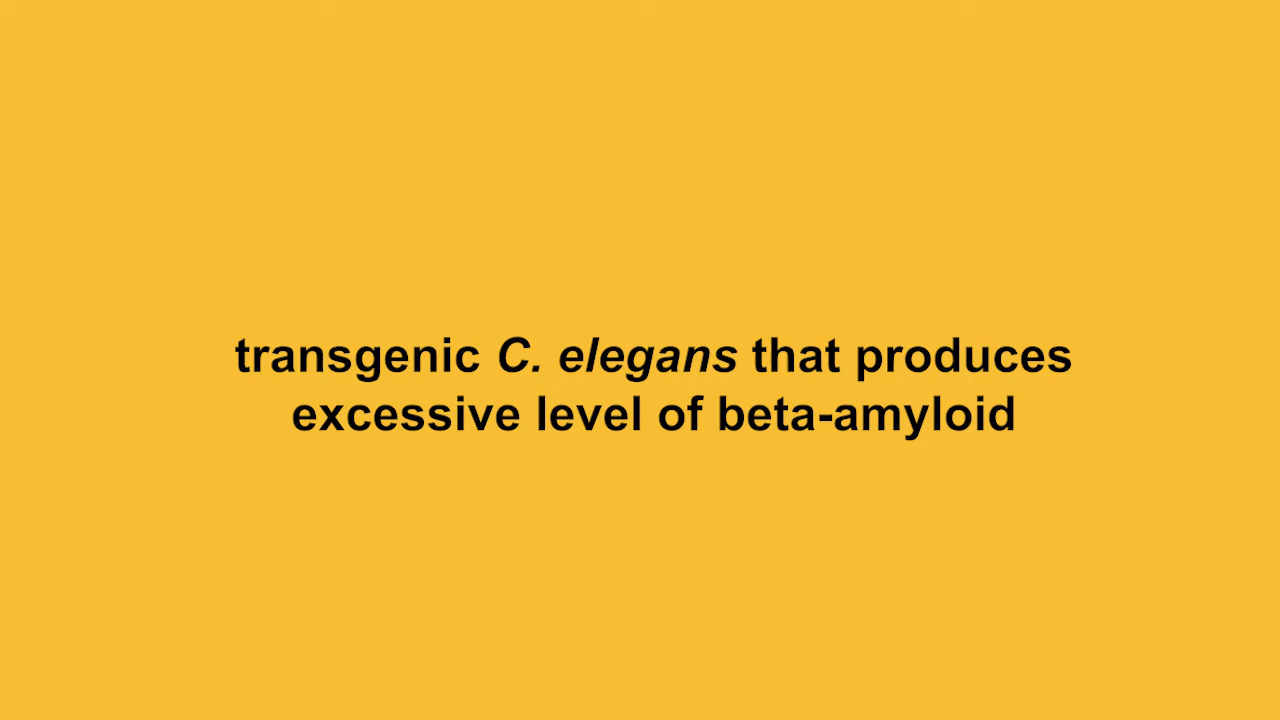 transgenic C. elegans that produces
excessive level of beta-amyloid